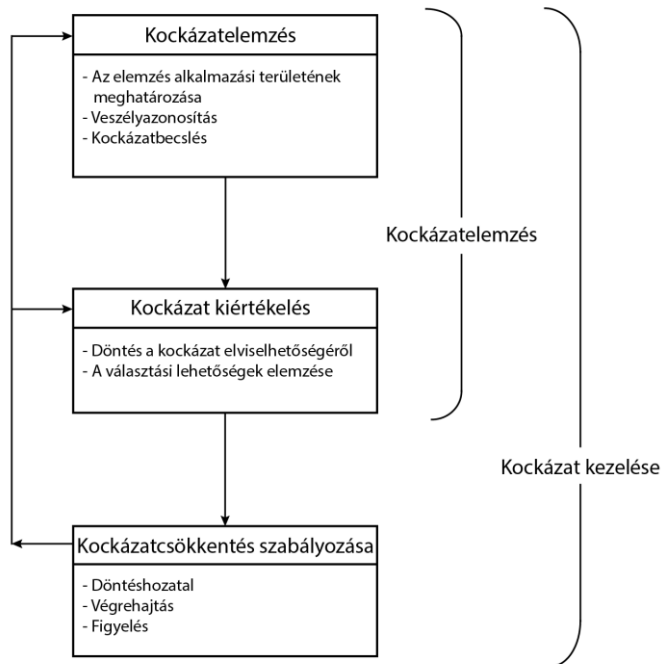 Kockázatelemzés
- Az elemzés alkalmazási területének
meghatározása
- Veszélyazonosítás
- Kockázatbecslés
Kockázatelemzés
Kockázat kiértékelés
- Döntés a kockázat elviselhetőségéről
- A választási lehetőségek elemzése
Kockázat kezelése
Kockázatcsökkentés szabályozása
- Döntéshozatal
- Végrehajtás
- Figyelés